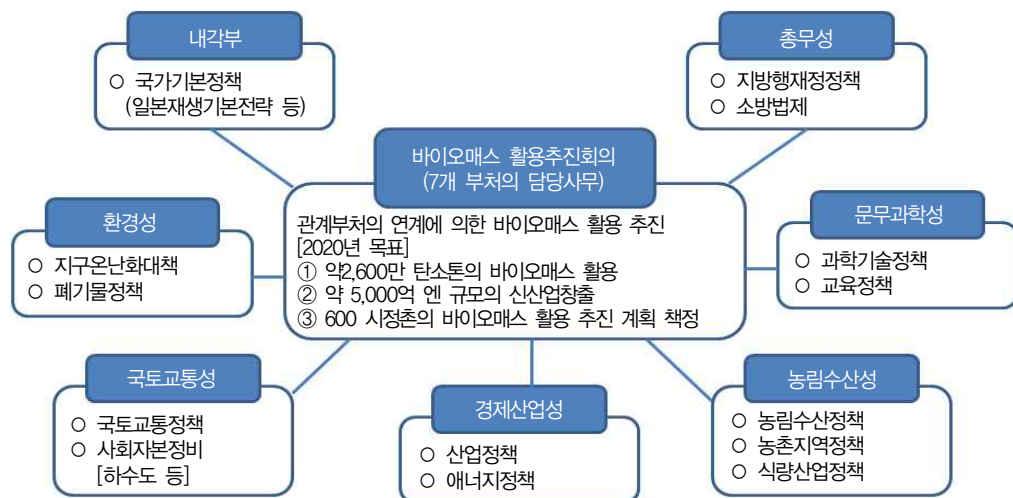 내각부
○ 국가기본정책
(일본재생기본전략 등)
총무성
○ 지방행재정정책
○ 소방법제
바이오매스 활용추진회의
(7개 부처의 담당사무)
관계부처의 연계에 의한 바이오매스 활용 추진
[2020년 목표]
① 약2,600만 탄소톤의 바이오매스 활용
② 약 5,000억 엔 규모의 신산업창출
③ 600 시정촌의 바이오매스 활용 추진 계획 책정
환경성
○ 지구온난화대책
○ 폐기물정책
문무과학성
○ 과학기술정책
○ 교육정책
국토교통성
○ 국토교통정책
○ 사회자본정비
[하수도 등]
경제산업성
○ 산업정책
○ 애너지정책
농림수산성
○ 농림수산정책
○ 농촌지역정책
○ 식량산업정책